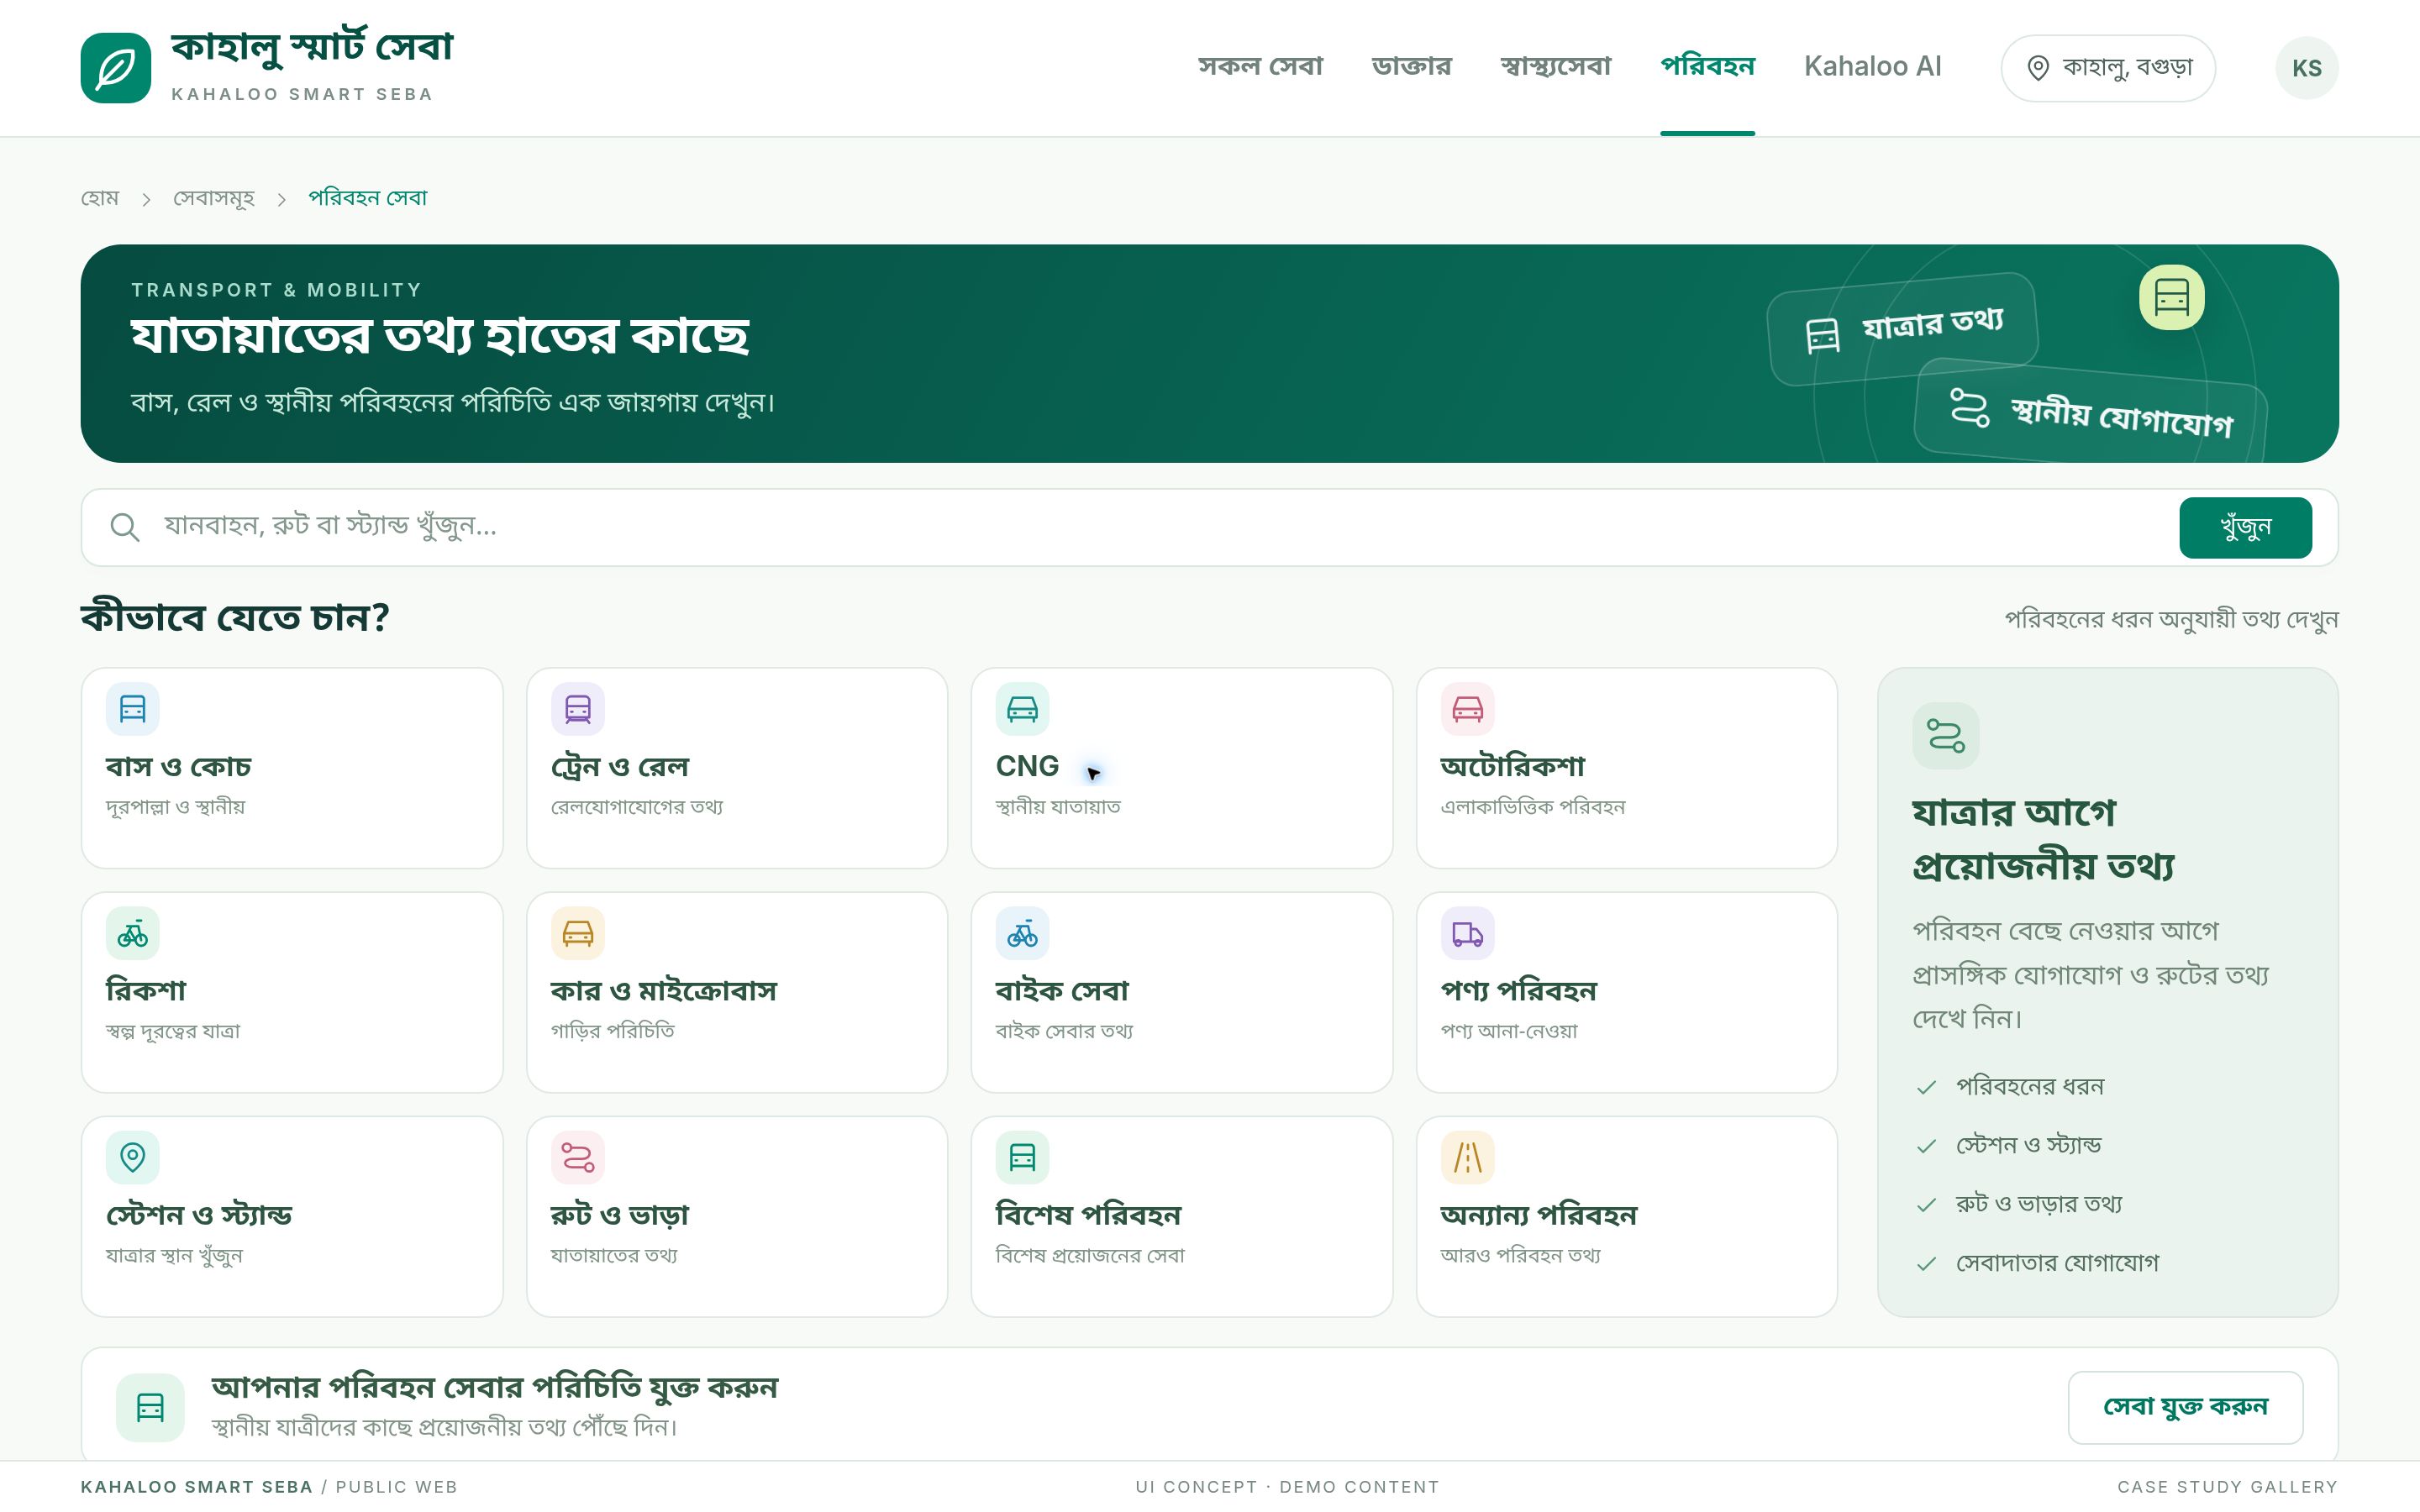 কাহালু স্মার্ট সেবা
KAHALOO SMART SEBA
সকল সেবা
ডাক্তার
স্বাস্থ্যসেবা
পরিবহন
Kahaloo AI
কাহালু, বগুড়া
KS
হোম
সেবাসমূহ
পরিবহন সেবা
TRANSPORT & MOBILITY
যাতায়াতের তথ্য হাতের কাছে
বাস, রেল ও স্থানীয় পরিবহনের পরিচিতি এক জায়গায় দেখুন।
যাত্রার তথ্য
স্থানীয় যোগাযোগ
যানবাহন, রুট বা স্ট্যান্ড খুঁজুন...
খুঁজুন
কীভাবে যেতে চান?
পরিবহনের ধরন অনুযায়ী তথ্য দেখুন
বাস ও কোচ
দূরপাল্লা ও স্থানীয়
ট্রেন ও রেল
রেলযোগাযোগের তথ্য
CNG
স্থানীয় যাতায়াত
অটোরিকশা
এলাকাভিত্তিক পরিবহন
রিকশা
স্বল্প দূরত্বের যাত্রা
কার ও মাইক্রোবাস
গাড়ির পরিচিতি
বাইক সেবা
বাইক সেবার তথ্য
পণ্য পরিবহন
পণ্য আনা-নেওয়া
স্টেশন ও স্ট্যান্ড
যাত্রার স্থান খুঁজুন
রুট ও ভাড়া
যাতায়াতের তথ্য
বিশেষ পরিবহন
বিশেষ প্রয়োজনের সেবা
অন্যান্য পরিবহন
আরও পরিবহন তথ্য
যাত্রার আগে
প্রয়োজনীয় তথ্য
পরিবহন বেছে নেওয়ার আগে
প্রাসঙ্গিক যোগাযোগ ও রুটের তথ্য
দেখে নিন।
পরিবহনের ধরন
স্টেশন ও স্ট্যান্ড
রুট ও ভাড়ার তথ্য
সেবাদাতার যোগাযোগ
আপনার পরিবহন সেবার পরিচিতি যুক্ত করুন
স্থানীয় যাত্রীদের কাছে প্রয়োজনীয় তথ্য পৌঁছে দিন।
সেবা যুক্ত করুন
KAHALOO SMART SEBA / PUBLIC WEB
UI CONCEPT · DEMO CONTENT
CASE STUDY GALLERY